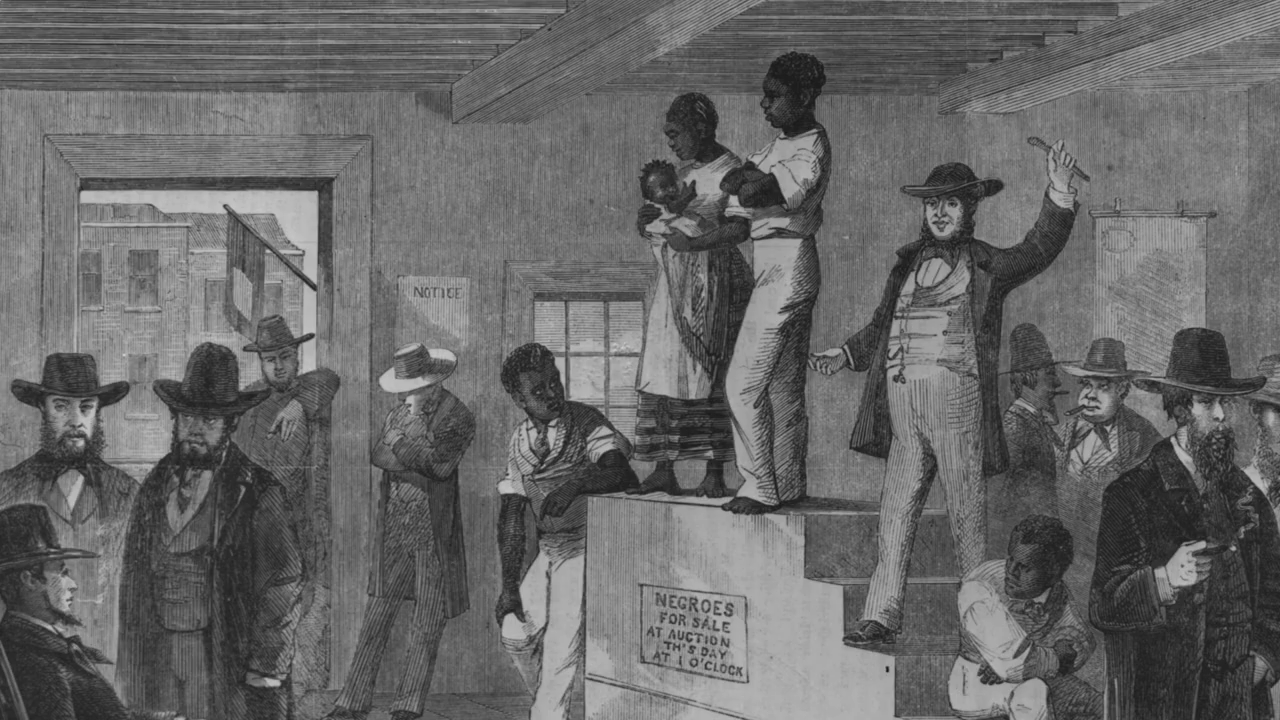 NOTICE
NEGROES
FOR SALE
AT AUCTION
TH'S DAY
AT 1 O'CLOCK